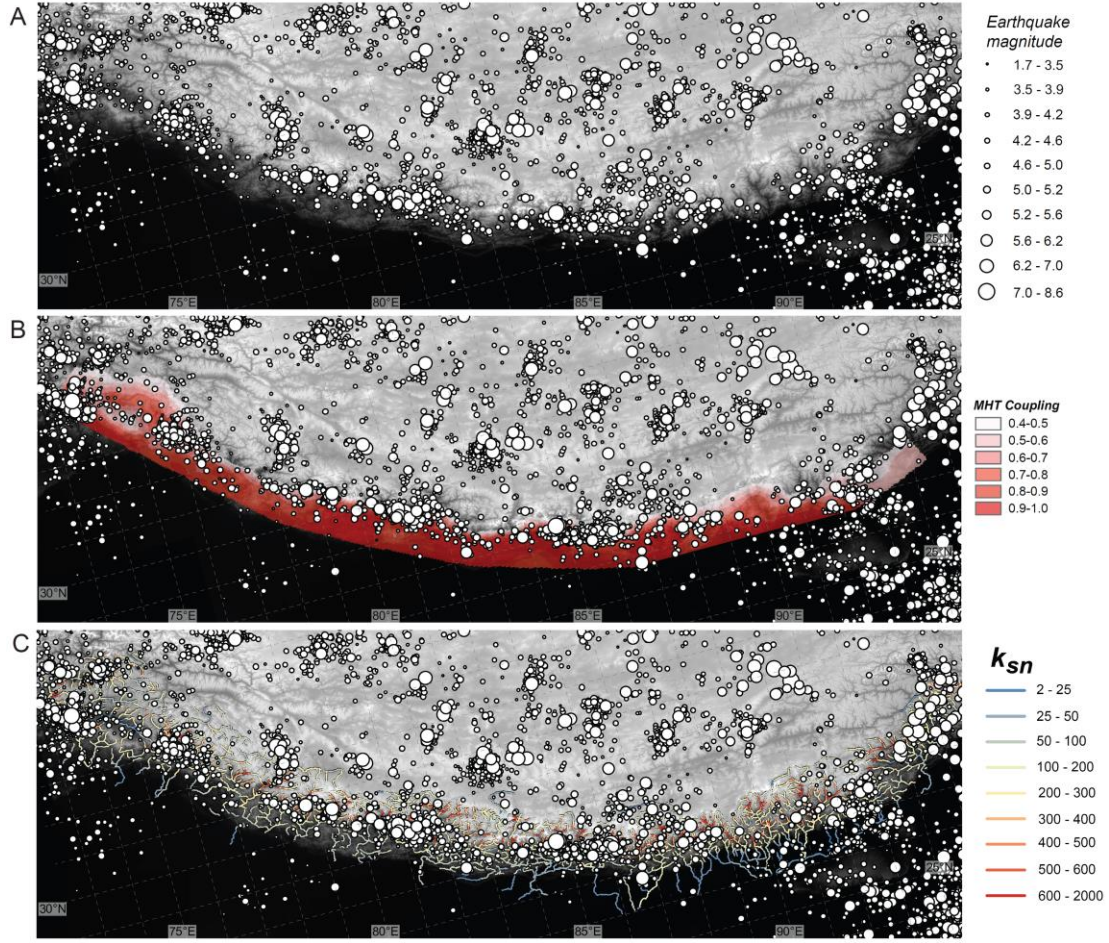 A
30°N
75°E
80°E
85°E
90°E
25°N
Earthquake
magnitude
1.7 - 3.5
3.5 - 3.9
3.9 - 4.2
4.2 - 4.6
4.6 - 5.0
5.0 - 5.2
5.2 - 5.6
5.6 - 6.2
6.2 - 7.0
7.0 - 8.6
B
30°N
75°E
80°E
85°E
90°E
25°N
MHT Coupling
0.4-0.5
0.5-0.6
0.6-0.7
0.7-0.8
0.8-0.9
0.9-1.0
C
30°N
75°E
80°E
85°E
90°E
25°N
ksn
2 - 25
25 - 50
50 - 100
100 - 200
200 - 300
300 - 400
400 - 500
500 - 600
600 - 2000